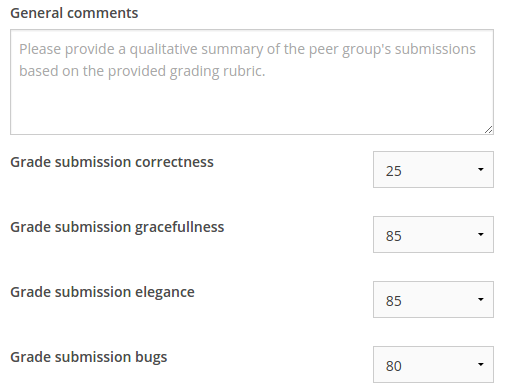 General comments
Please provide a qualitative summary of the peer group's submissions
based on the provided grading rubric.
Grade submission correctness
25
Grade submission gracefullness
85
Grade submission elegance
85
Grade submission bugs
80